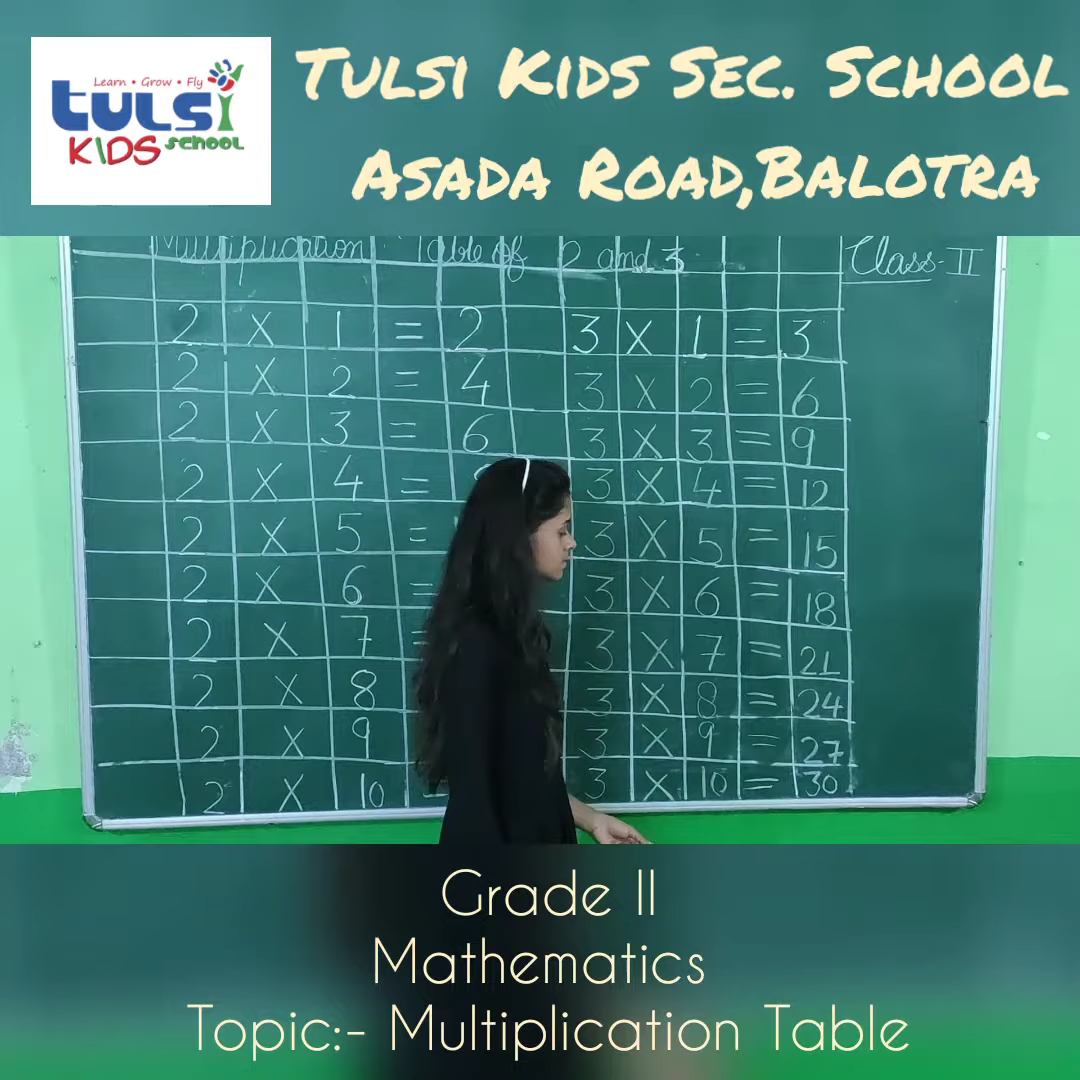 Learn • Grow • Fly
tulsi
KIDS SCHOOL
TULSI KIDS SEC. SCHOOL
ASADA ROAD,BALOTRA
Multiplication Table of 2 and 3 Class-II
2 X 1 = 2 3 X 1 = 3
2 X 2 = 4 3 X 2 = 6
2 X 3 = 6 3 X 3 = 9
2 X 4 = 3 X 4 = 12
2 X 5 = 3 X 5 = 15
2 X 6 = 3 X 6 = 18
2 X 7 = 3 X 7 = 21
2 X 8 3 X 8 = 24
2 X 9 3 X 9 = 27
2 X 10 3 X 10 = 30
Grade II
Mathematics
Topic:- Multiplication Table